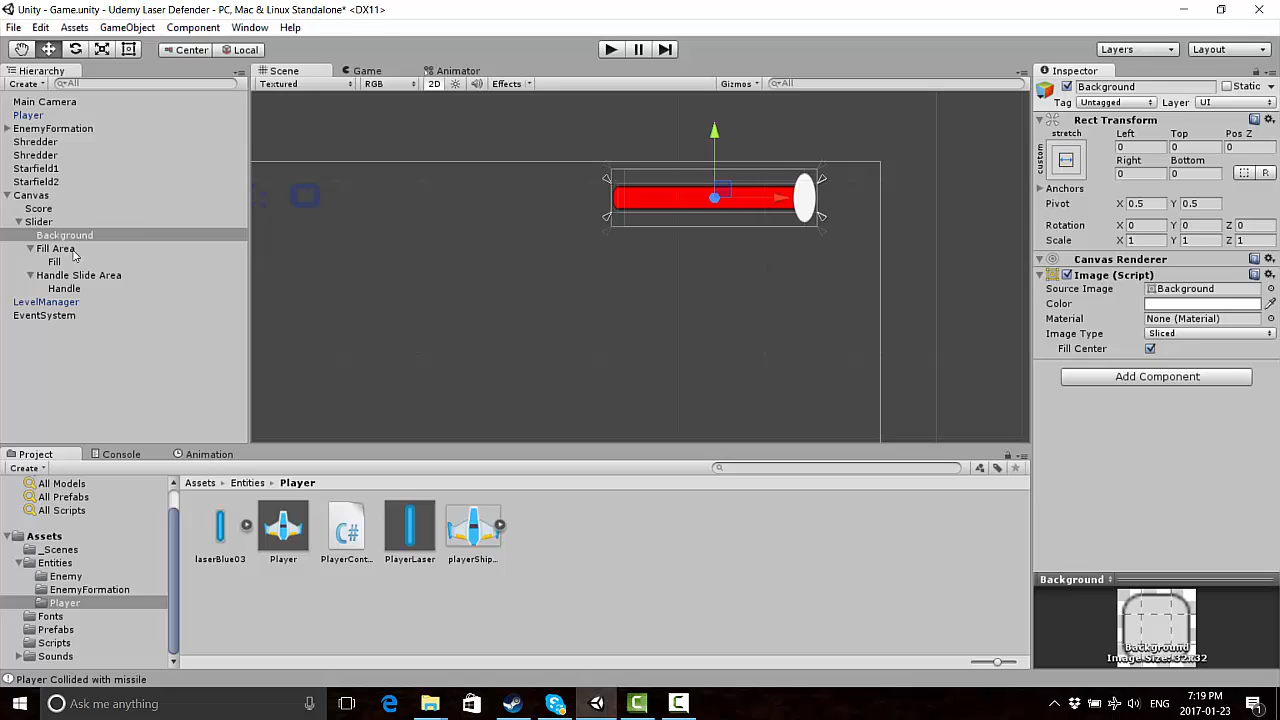 Unity - Game.unity - Udemy Laser Defender - PC, Mac & Linux Standalone* <DX11>
File Edit Assets GameObject Component Window Help
Center Local Layers Layout
Hierarchy Scene Game Animator Inspector
Create All Textured RGB 2D Effects Gizmos All
Background Static
Tag Untagged Layer UI
Main Camera
Player
EnemyFormation
Shredder
Shredder
Starfield1
Starfield2
Canvas
Score
Slider
Background
Fill Area
Fill
Handle Slide Area
Handle
LevelManager
EventSystem
: 0
Rect Transform
stretch Left Top Pos Z
custom 0 0 0
Right Bottom
0 0 R
Anchors
Pivot X 0.5 Y 0.5
Rotation X 0 Y 0 Z 0
Scale X 1 Y 1 Z 1
Canvas Renderer
Image (Script)
Source Image Background
Color
Material None (Material)
Image Type Sliced
Fill Center
Add Component
Project Console Animation
Create
All Models
All Prefabs
All Scripts
Assets
_Scenes
Entities
Enemy
EnemyFormation
Player
Fonts
Prefabs
Scripts
Sounds
Assets Entities Player
C#
laserBlue03 Player PlayerCont... PlayerLaser playerShip...
Background
Background
Image Size: 32x32
Player Collided with missile
Ask me anything
7:19 PM
2017-01-23